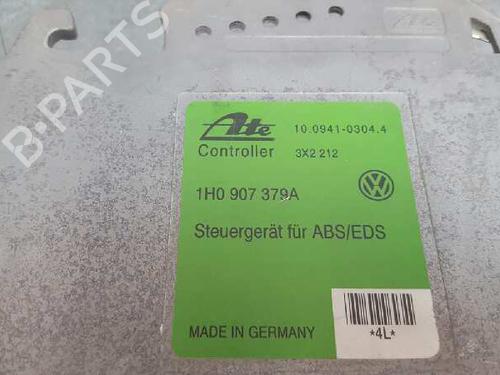 B-PARTS
Ate
Ate 10.0941-0304.4
Controller 3X2 212
1H0 907 379A
Steuergerät für ABS/EDS
MADE IN GERMANY
*4L*